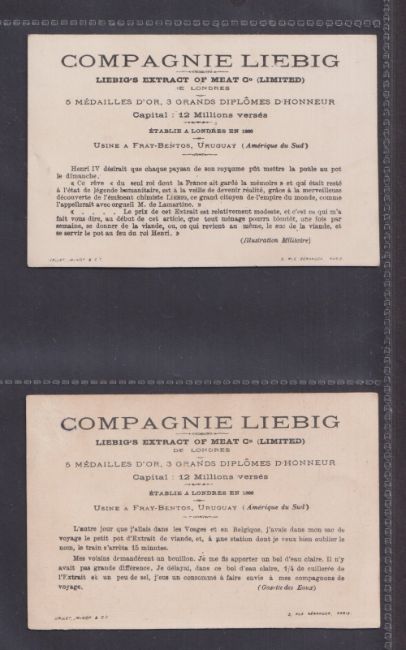 COMPAGNIE LIEBIG
LIEBIG'S EXTRACT OF MEAT Co (LIMITED)
DE LONDRES
5 MÉDAILLES D'OR, 3 GRANDS DIPLÔMES D'HONNEUR
Capital : 12 Millions versés
ÉTABLIE A LONDRES EN 1866
USINE A FRAY-BENTOS, URUGUAY (Amérique du Sud)
Henri IV désirait que chaque paysan de son royaume pût mettre la poule au pot
le dimanche.
« Ce rêve « du seul roi dont la France ait gardé la mémoire » et qui était resté
à l'état de légende humanitaire, est à la veille de devenir réalité, grâce à la merveilleuse
découverte de l'éminent chimiste LIEBIG, ce grand citoyen de l'empire du monde, comme
l'appellerait avec orgueil M. de Lamartine. »
« . . . . . Le prix de cet Extrait est relativement modeste, et c'est ce qui m'a
fait vous dire, au début de cet article, que tout ménage pourra bientôt, une fois par
semaine, se donner de la viande, ou, ce qui revient au même, le suc de la viande, et
se servir le pot au feu du roi Henri. »
(Illustration Militaire)
2, RUE BÉRANGER, PARIS
COMPAGNIE LIEBIG
LIEBIG'S EXTRACT OF MEAT Co (LIMITED)
DE LONDRES
5 MÉDAILLES D'OR, 3 GRANDS DIPLÔMES D'HONNEUR
Capital : 12 Millions versés
ÉTABLIE A LONDRES EN 1866
USINE A FRAY-BENTOS, URUGUAY (Amérique du Sud)
L'autre jour que j'allais dans les Vosges et en Belgique, j'avais dans mon sac de
voyage le petit pot d'Extrait de viande, et, à une station dont je veux bien oublier le
nom, le train s'arrêta 15 minutes.
Mes voisins demandèrent un bouillon. Je me fis apporter un bol d'eau claire. Il n'y
avait pas grande différence. Je délayai, dans ce bol d'eau claire, 1/4 de cuillerée de
l'Extrait et un peu de sel, j'eus un consommé à faire envie à mes compagnons de
voyage.
(Gazette des Eaux)
2, RUE BÉRANGER, PARIS